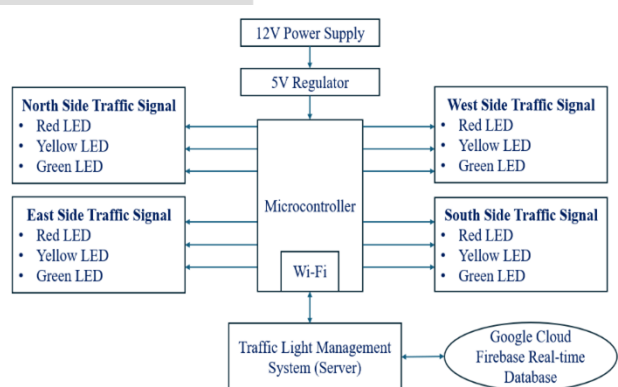 12V Power Supply
5V Regulator
North Side Traffic Signal
• Red LED
• Yellow LED
• Green LED
West Side Traffic Signal
• Red LED
• Yellow LED
• Green LED
Microcontroller
East Side Traffic Signal
• Red LED
• Yellow LED
• Green LED
South Side Traffic Signal
• Red LED
• Yellow LED
• Green LED
Wi-Fi
Traffic Light Management
System (Server)
Google Cloud
Firebase Real-time
Database